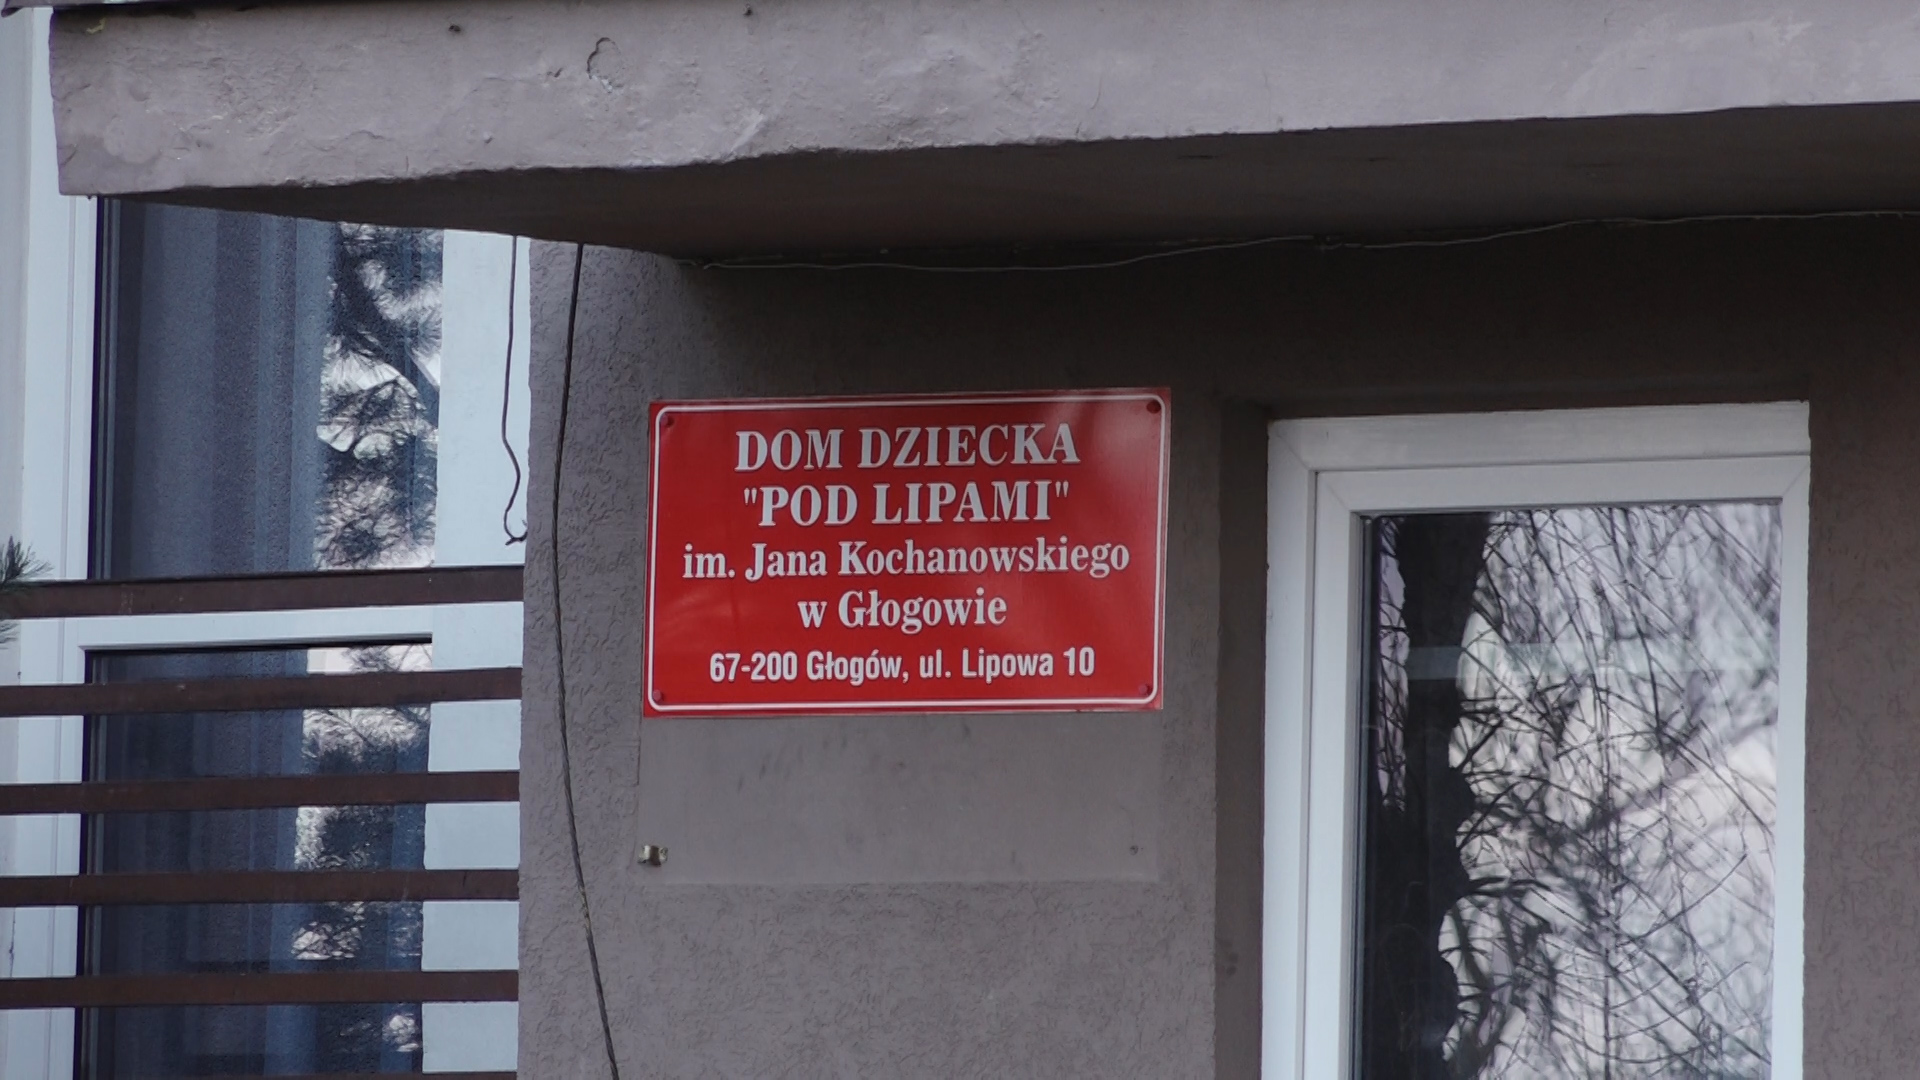 DOM DZIECKA
"POD LIPAMI"
im. Jana Kochanowskiego
w Głogowie
67-200 Głogów, ul. Lipowa 10